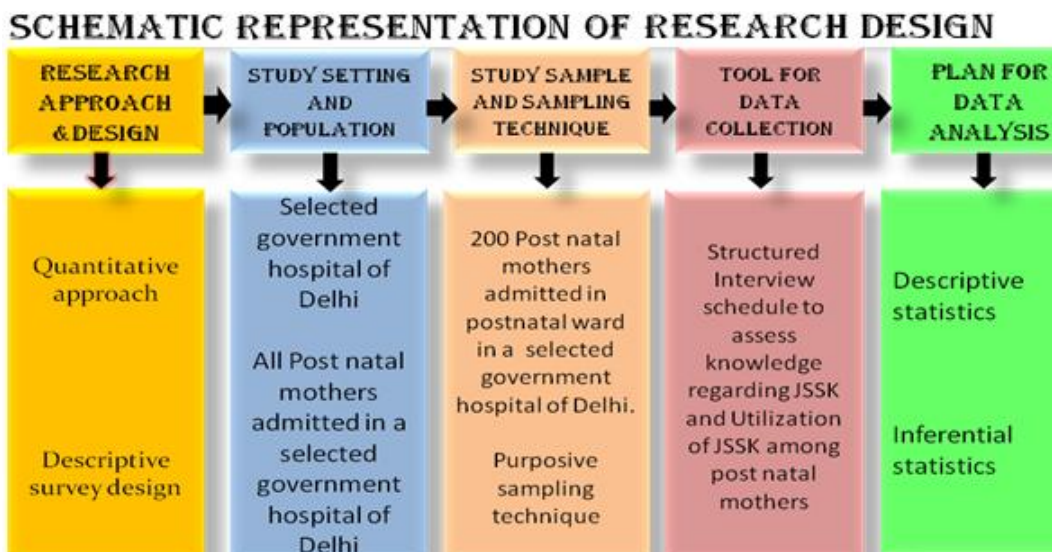 SCHEMATIC REPRESENTATION OF RESEARCH DESIGN
RESEARCH
APPROACH
& DESIGN
STUDY SETTING
AND
POPULATION
STUDY SAMPLE
AND SAMPLING
TECHNIQUE
TOOL FOR
DATA
COLLECTION
PLAN FOR
DATA
ANALYSIS
Quantitative
approach
Descriptive
survey design
Selected
government
hospital of
Delhi
All Post natal
mothers
admitted in a
selected
government
hospital of
Delhi
200 Post natal
mothers
admitted in
postnatal ward
in a selected
government
hospital of Delhi.
Purposive
sampling
technique
Structured
Interview
schedule to
assess
knowledge
regarding JSSK
and Utilization
of JSSK among
post natal
mothers
Descriptive
statistics
Inferential
statistics